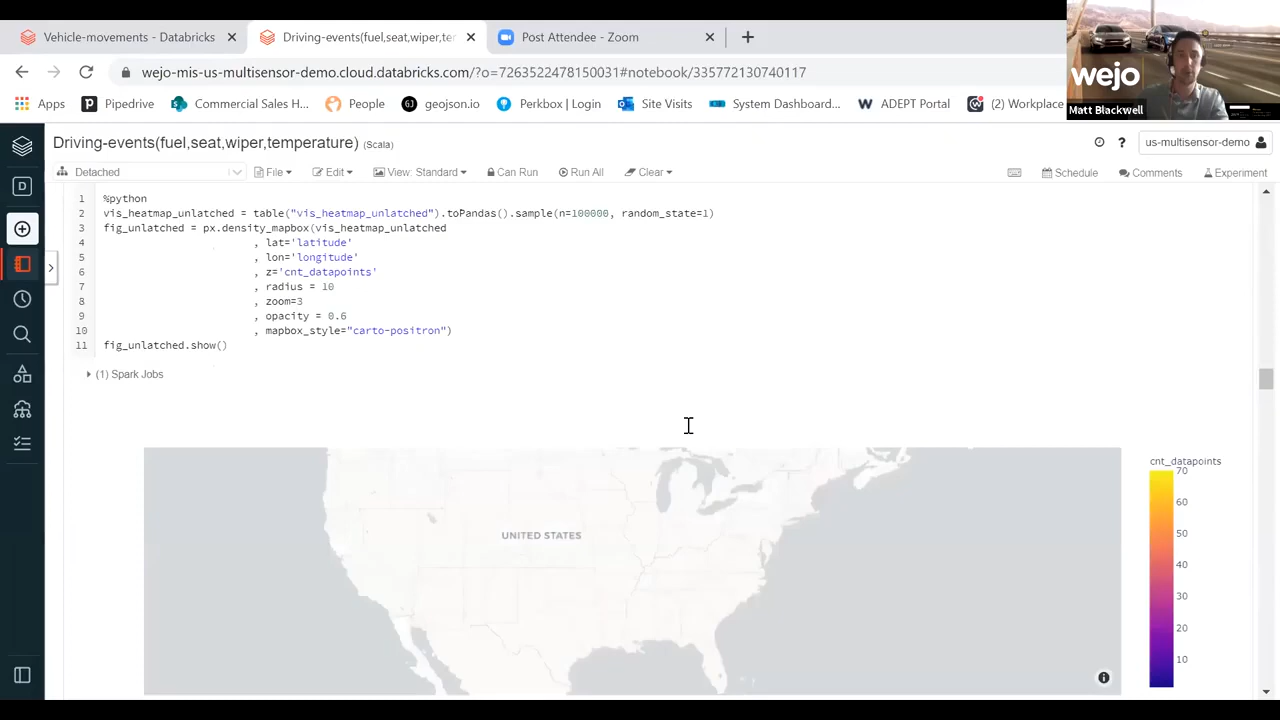 Vehicle-movements - Databricks
Driving-events(fuel,seat,wiper,ter
Post Attendee - Zoom
wejo-mis-us-multisensor-demo.cloud.databricks.com/?o=7263522478150031#notebook/335772130740117
Apps
Pipedrive
Commercial Sales H...
People
geojson.io
Perkbox | Login
Site Visits
System Dashboard...
ADEPT Portal
(2) Workplace
wejo
Matt Blackwell
Driving-events(fuel,seat,wiper,temperature) (Scala)
us-multisensor-demo
Detached
File
Edit
View: Standard
Can Run
Run All
Clear
Schedule
Comments
Experiment
1 %python
2 vis_heatmap_unlatched = table("vis_heatmap_unlatched").toPandas().sample(n=100000, random_state=1)
3 fig_unlatched = px.density_mapbox(vis_heatmap_unlatched
4 , lat='latitude'
5 , lon='longitude'
6 , z='cnt_datapoints'
7 , radius = 10
8 , zoom=3
9 , opacity = 0.6
10 , mapbox_style="carto-positron")
11 fig_unlatched.show()
(1) Spark Jobs
UNITED STATES
cnt_datapoints
70
60
50
40
30
20
10